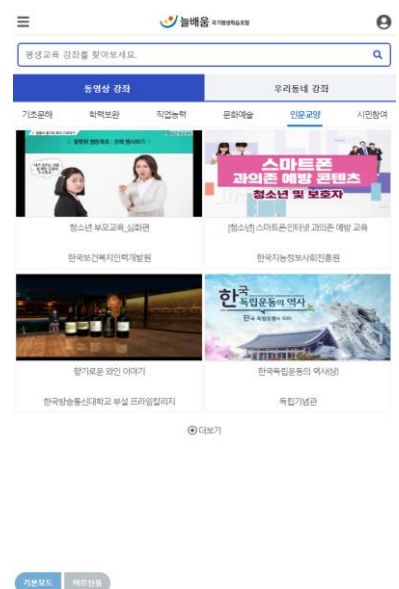 늘배움 국가평생학습포털
평생교육 강좌를 찾아보세요.
동영상 강좌 우리동네 강좌
기초문해 학력보완 직업능력 문화예술 인문교양 시민참여
스마트폰
과의존 예방 콘텐츠
청소년 및 보호자
청소년 부모교육_심화편
[청소년] 스마트폰.인터넷 과의존 예방 교육
한국보건복지인력개발원
한국지능정보사회진흥원
한국독립운동의 역사
향기로운 와인 이야기
한국독립운동의 역사(상)
한국방송통신대학교 부설 프라임칼리지
독립기념관
더보기
기본모드